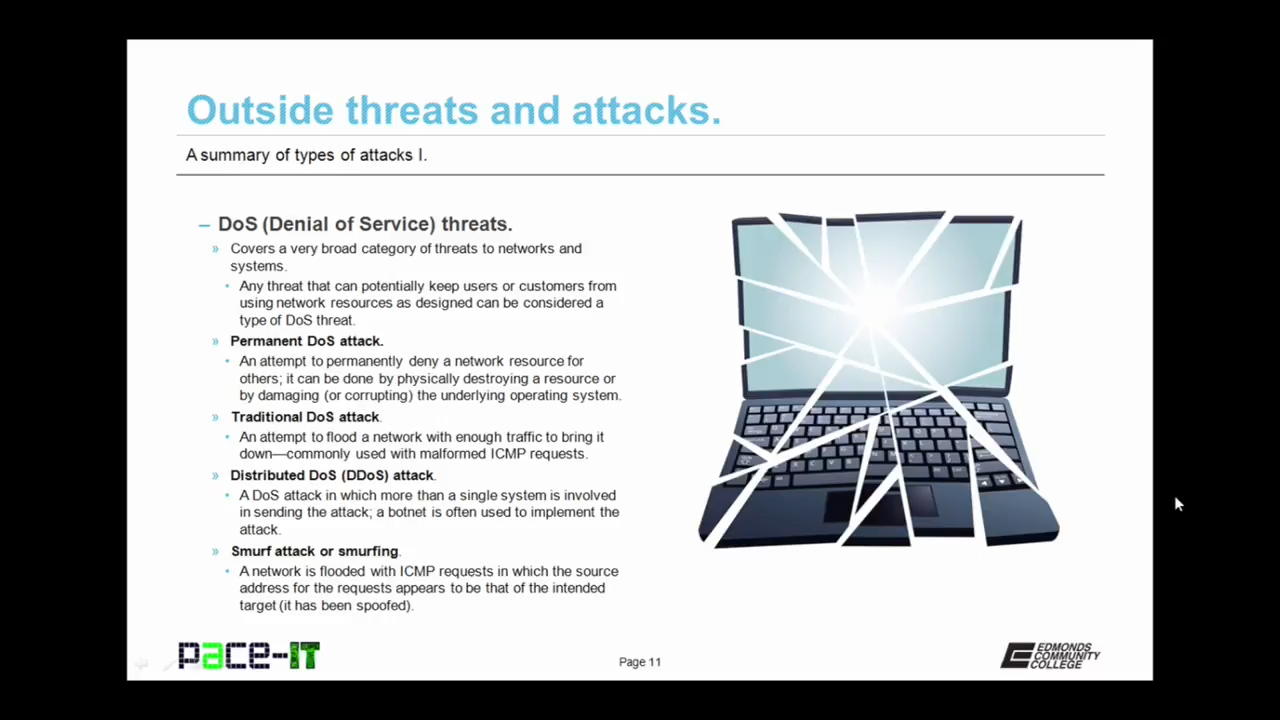 Outside threats and attacks.
A summary of types of attacks I.
– DoS (Denial of Service) threats.
» Covers a very broad category of threats to networks and
systems.
• Any threat that can potentially keep users or customers from
using network resources as designed can be considered a
type of DoS threat.
» Permanent DoS attack.
• An attempt to permanently deny a network resource for
others; it can be done by physically destroying a resource or
by damaging (or corrupting) the underlying operating system.
» Traditional DoS attack.
• An attempt to flood a network with enough traffic to bring it
down—commonly used with malformed ICMP requests.
» Distributed DoS (DDoS) attack.
• A DoS attack in which more than a single system is involved
in sending the attack; a botnet is often used to implement the
attack.
» Smurf attack or smurfing.
• A network is flooded with ICMP requests in which the source
address for the requests appears to be that of the intended
target (it has been spoofed).
pace-IT
Page 11
EDMONDS
COMMUNITY
COLLEGE